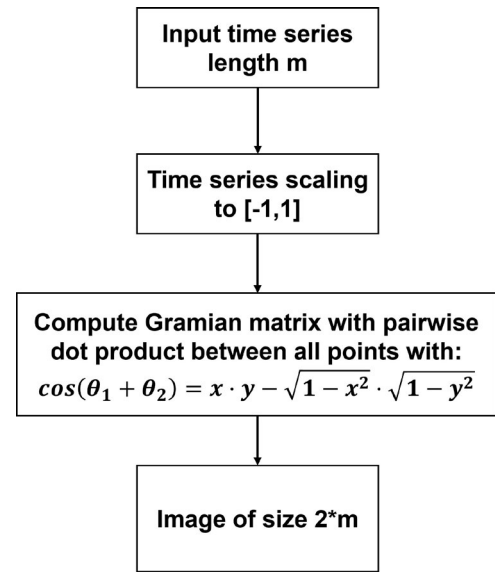 Input time series
length m
Time series scaling
to [-1,1]
Compute Gramian matrix with pairwise
dot product between all points with:
cos(θ₁ + θ₂) = x · y − √(1 − x²) · √(1 − y²)
Image of size 2*m